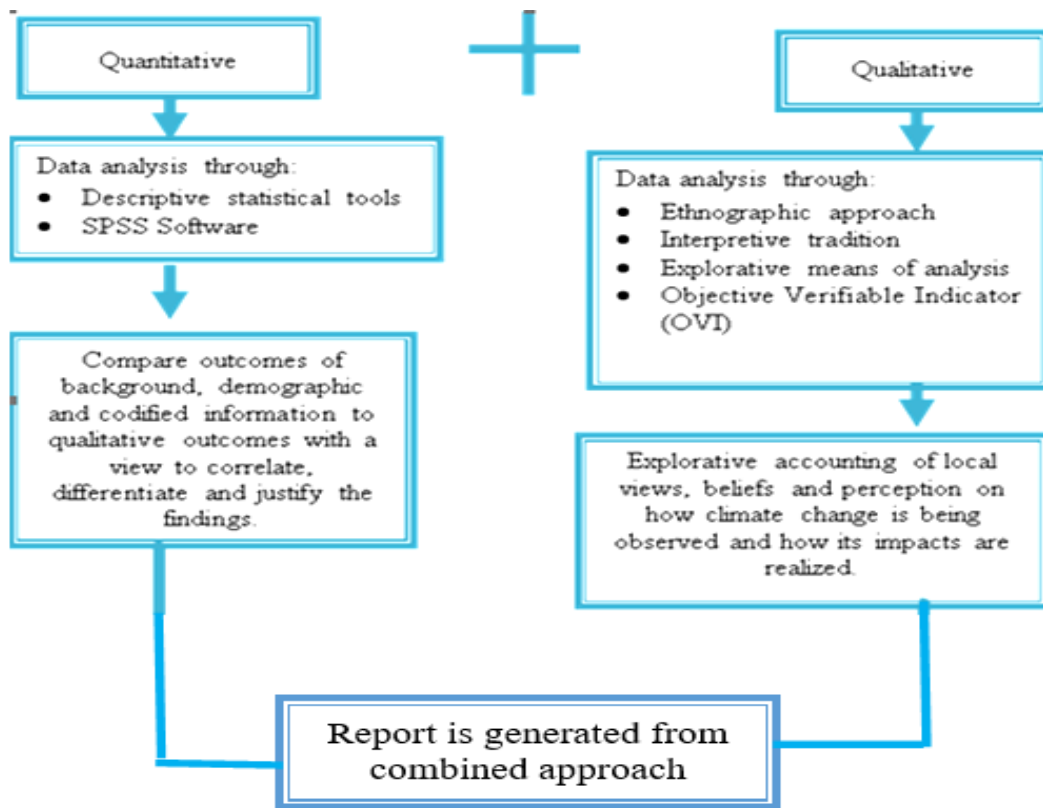 Quantitative
Data analysis through:
● Descriptive statistical tools
● SPSS Software
Compare outcomes of
background, demographic
and codified information to
qualitative outcomes with a
view to correlate,
differentiate and justify the
findings.
Qualitative
Data analysis through:
● Ethnographic approach
● Interpretive tradition
● Explorative means of analysis
● Objective Verifiable Indicator
(OVI)
Explorative accounting of local
views, beliefs and perception on
how climate change is being
observed and how its impacts are
realized.
Report is generated from
combined approach